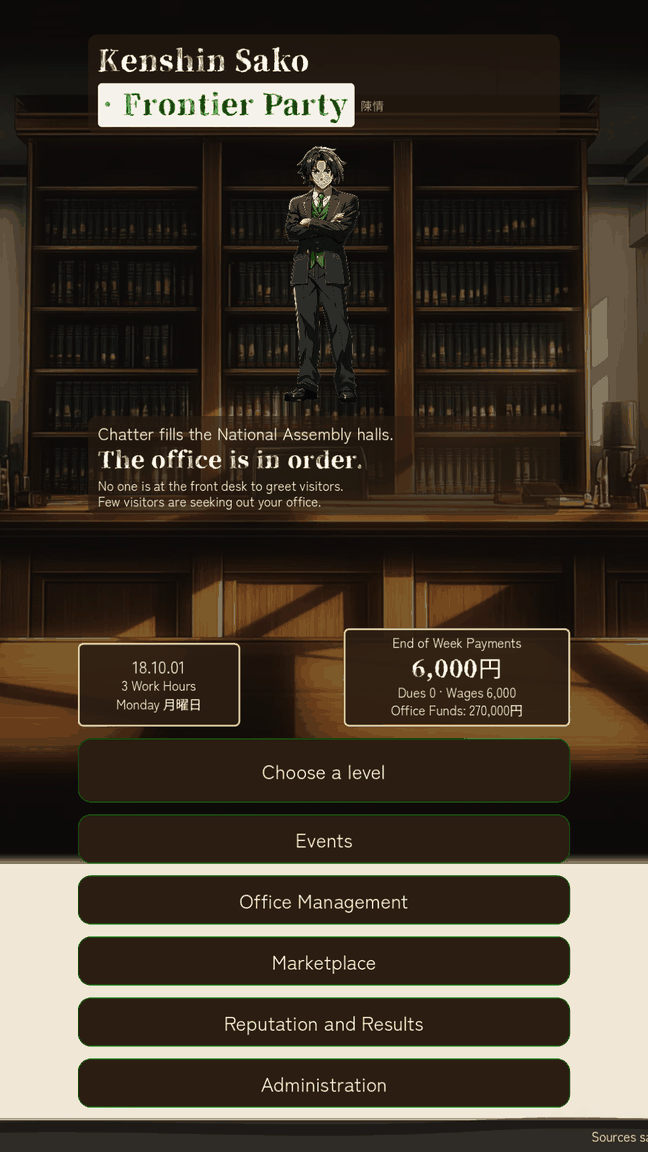 Kenshin Sako
· Frontier Party 陳情
Chatter fills the National Assembly halls.
The office is in order.
No one is at the front desk to greet visitors.
Few visitors are seeking out your office.
18.10.01
3 Work Hours
Monday 月曜日
End of Week Payments
6,000円
Dues 0 · Wages 6,000
Office Funds: 270,000円
Choose a level
Events
Office Management
Marketplace
Reputation and Results
Administration
Sources sa